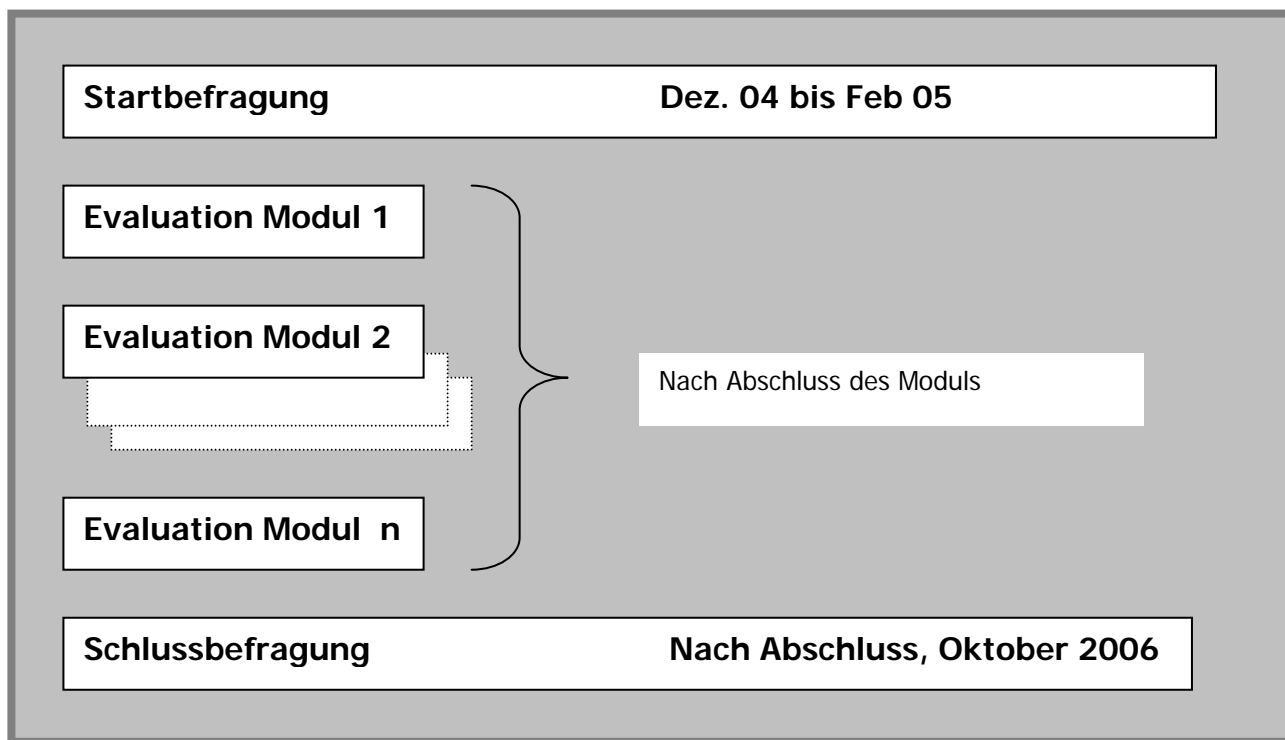 Startbefragung Dez. 04 bis Feb 05
Evaluation Modul 1
Evaluation Modul 2
Nach Abschluss des Moduls
Evaluation Modul n
Schlussbefragung Nach Abschluss, Oktober 2006